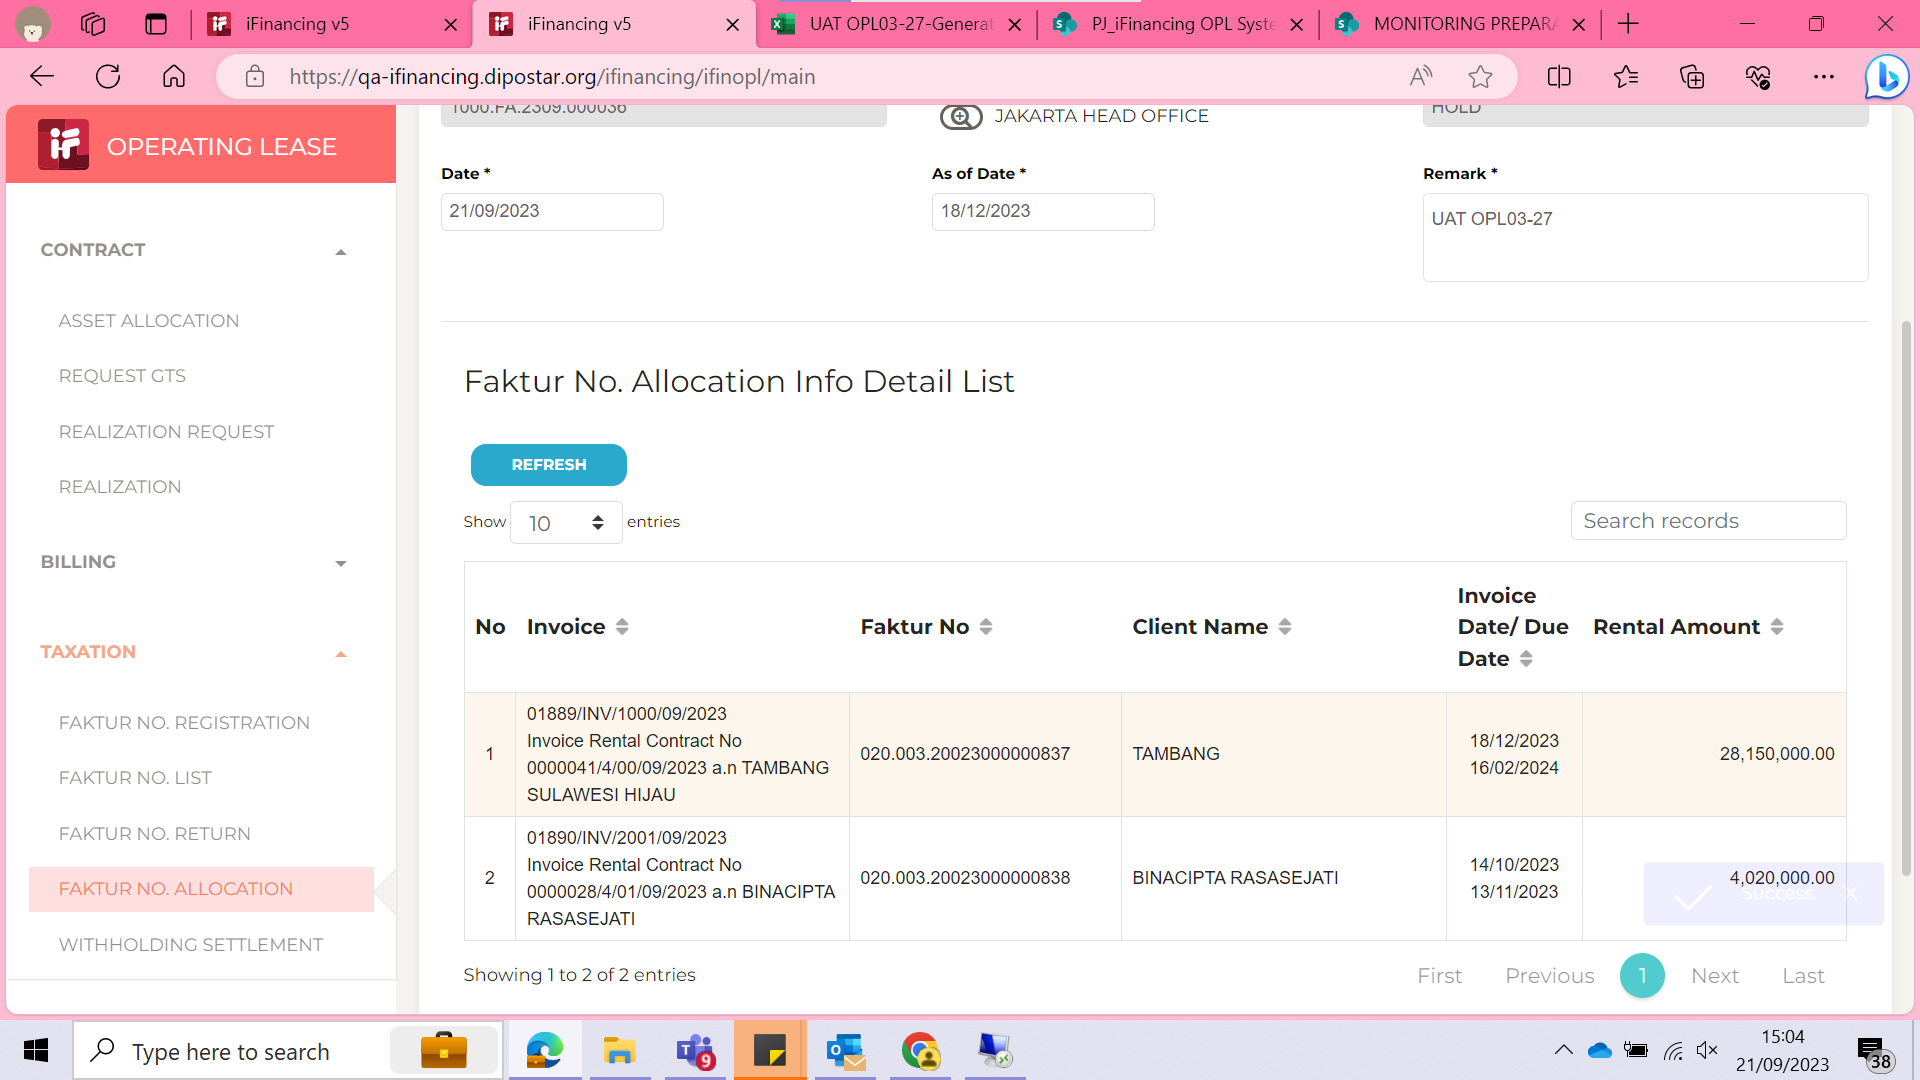 iFinancing v5
iFinancing v5
UAT OPL03-27-Generat
PJ_iFinancing OPL Syste
MONITORING PREPARA
https://qa-ifinancing.dipostar.org/ifinancing/ifinopl/main
OPERATING LEASE
CONTRACT
ASSET ALLOCATION
REQUEST GTS
REALIZATION REQUEST
REALIZATION
BILLING
TAXATION
FAKTUR NO. REGISTRATION
FAKTUR NO. LIST
FAKTUR NO. RETURN
FAKTUR NO. ALLOCATION
WITHHOLDING SETTLEMENT
1000.FA.2309.000036
JAKARTA HEAD OFFICE
HOLD
Date *
As of Date *
Remark *
21/09/2023
18/12/2023
UAT OPL03-27
Faktur No. Allocation Info Detail List
REFRESH
Show 10 entries
Search records
No Invoice Faktur No Client Name Invoice Date/ Due Date Rental Amount
1
01889/INV/1000/09/2023
Invoice Rental Contract No
0000041/4/00/09/2023 a.n TAMBANG
SULAWESI HIJAU
020.003.20023000000837
TAMBANG
18/12/2023
16/02/2024
28,150,000.00
2
01890/INV/2001/09/2023
Invoice Rental Contract No
0000028/4/01/09/2023 a.n BINACIPTA
RASASEJATI
020.003.20023000000838
BINACIPTA RASASEJATI
14/10/2023
13/11/2023
4,020,000.00
Success.
Showing 1 to 2 of 2 entries
First Previous 1 Next Last
Type here to search
9
15:04
21/09/2023
38